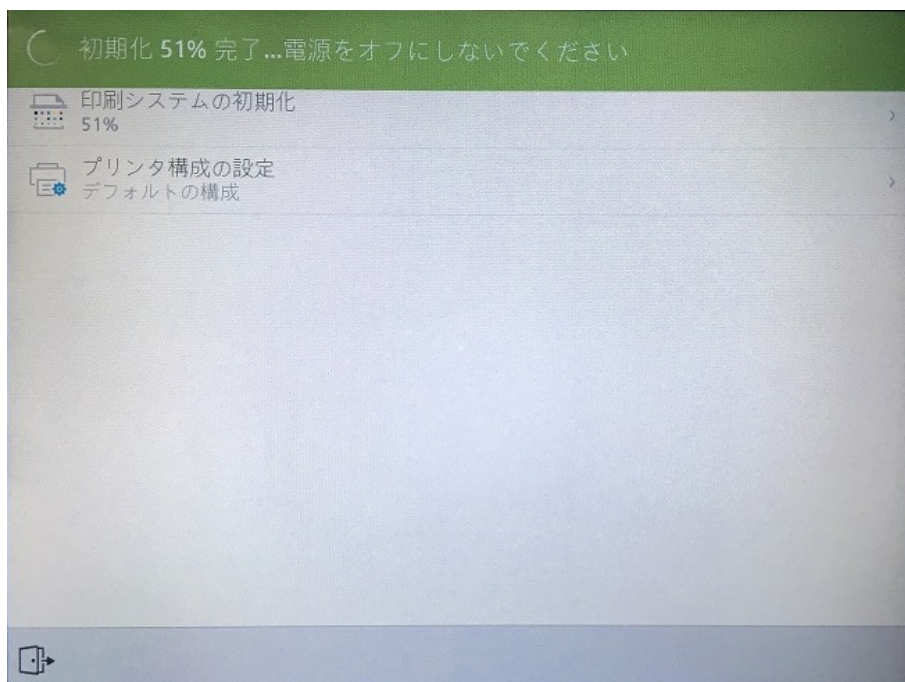 初期化 51% 完了...電源をオフにしないでください
印刷システムの初期化
51%
プリンタ構成の設定
デフォルトの構成